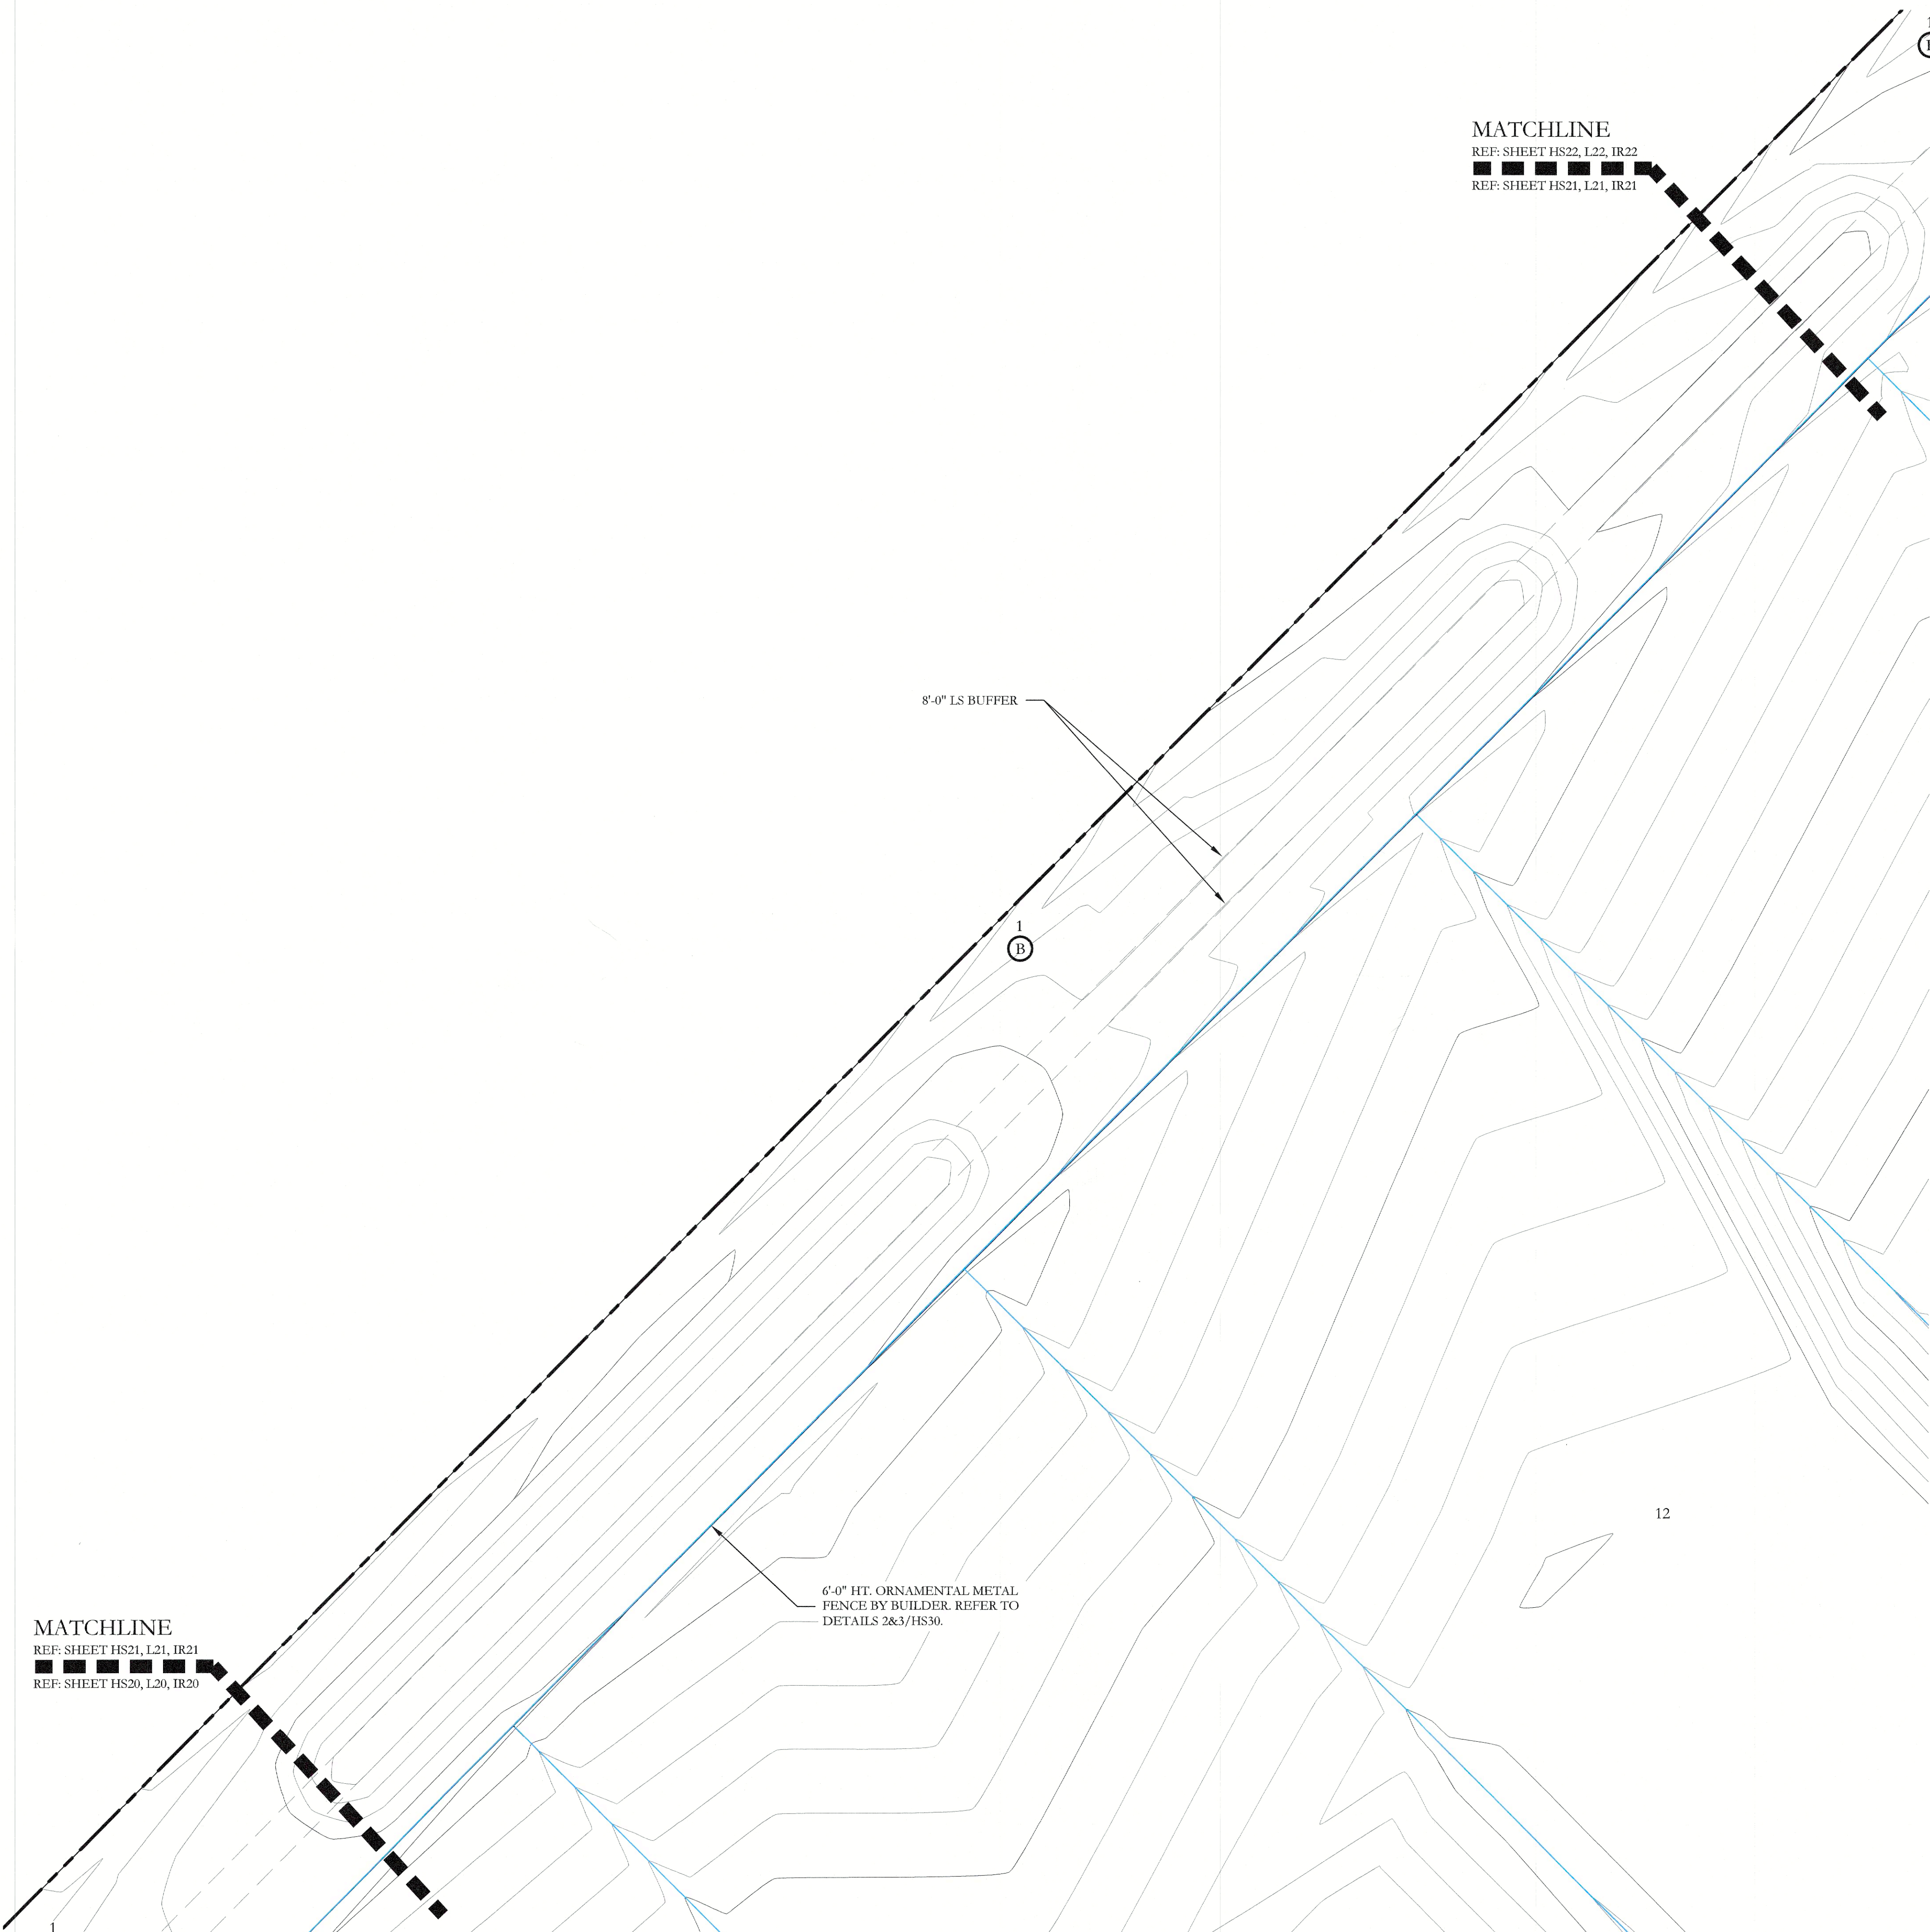 MATCHLINE
REF: SHEET HS22, L22, IR22
REF: SHEET HS21, L21, IR21
8'-0" LS BUFFER
1
B
12
6'-0" HT. ORNAMENTAL METAL
FENCE BY BUILDER. REFER TO
DETAILS 2&3/HS30.
MATCHLINE
REF: SHEET HS21, L21, IR21
REF: SHEET HS20, L20, IR20
1